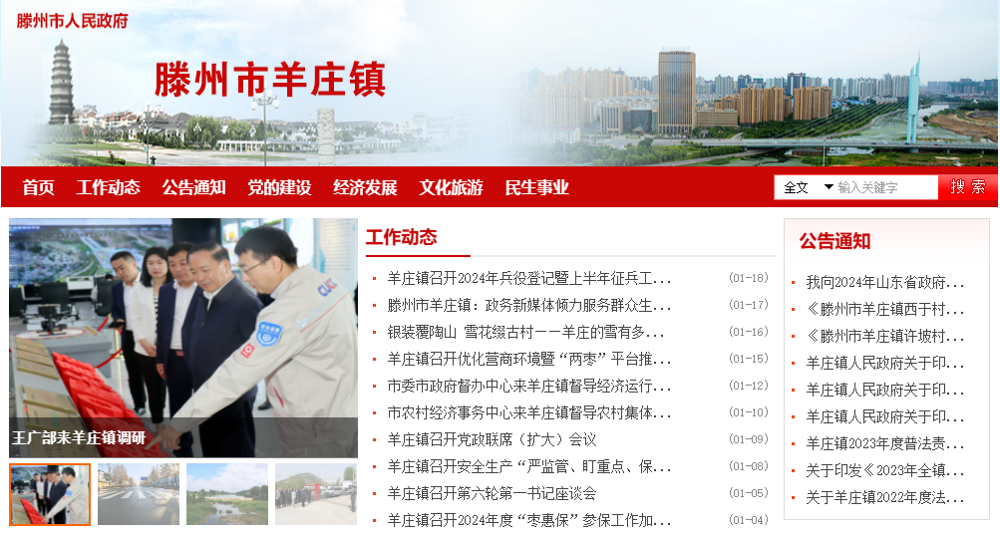 滕州市人民政府
滕州市羊庄镇
首页 工作动态 公告通知 党的建设 经济发展 文化旅游 民生事业
全文 输入关键字 搜 索
王广部来羊庄镇调研
工作动态
羊庄镇召开2024年兵役登记暨上半年征兵工... (01-18)
滕州市羊庄镇：政务新媒体倾力服务群众生... (01-17)
银装覆陶山 雪花缀古村——羊庄的雪有多... (01-16)
羊庄镇召开优化营商环境暨“两枣”平台推... (01-15)
市委市政府督办中心来羊庄镇督导经济运行... (01-12)
市农村经济事务中心来羊庄镇督导农村集体... (01-10)
羊庄镇召开党政联席（扩大）会议 (01-09)
羊庄镇召开安全生产“严监管、盯重点、保... (01-08)
羊庄镇召开第六轮第一书记座谈会 (01-05)
羊庄镇召开2024年度“枣惠保”参保工作加... (01-04)
公告通知
我向2024年山东省政府...
《滕州市羊庄镇西于村...
《滕州市羊庄镇许坡村...
羊庄镇人民政府关于印...
羊庄镇人民政府关于印...
羊庄镇人民政府关于印...
羊庄镇2023年度普法责...
关于印发《2023年全镇...
关于羊庄镇2022年度法...